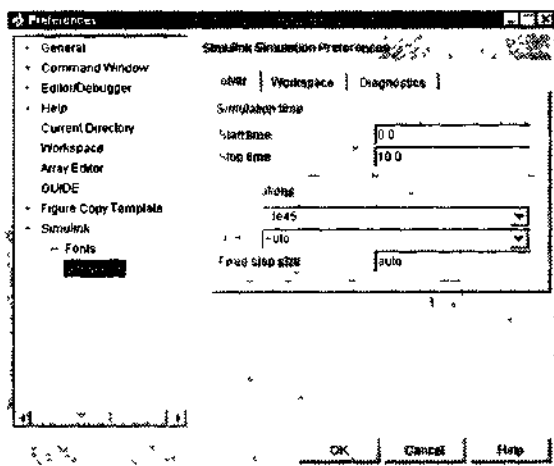 Preferences
General
Command Window
Editor/Debugger
Help
Current Directory
Workspace
Array Editor
GUIDE
Figure Copy Template
Simulink
Fonts
Simulink Simulation Preferences
Workspace
Diagnostics
Simulation time
Start time
0.0
Stop time
10.0
Fixed step size
auto
OK
Cancel
Help